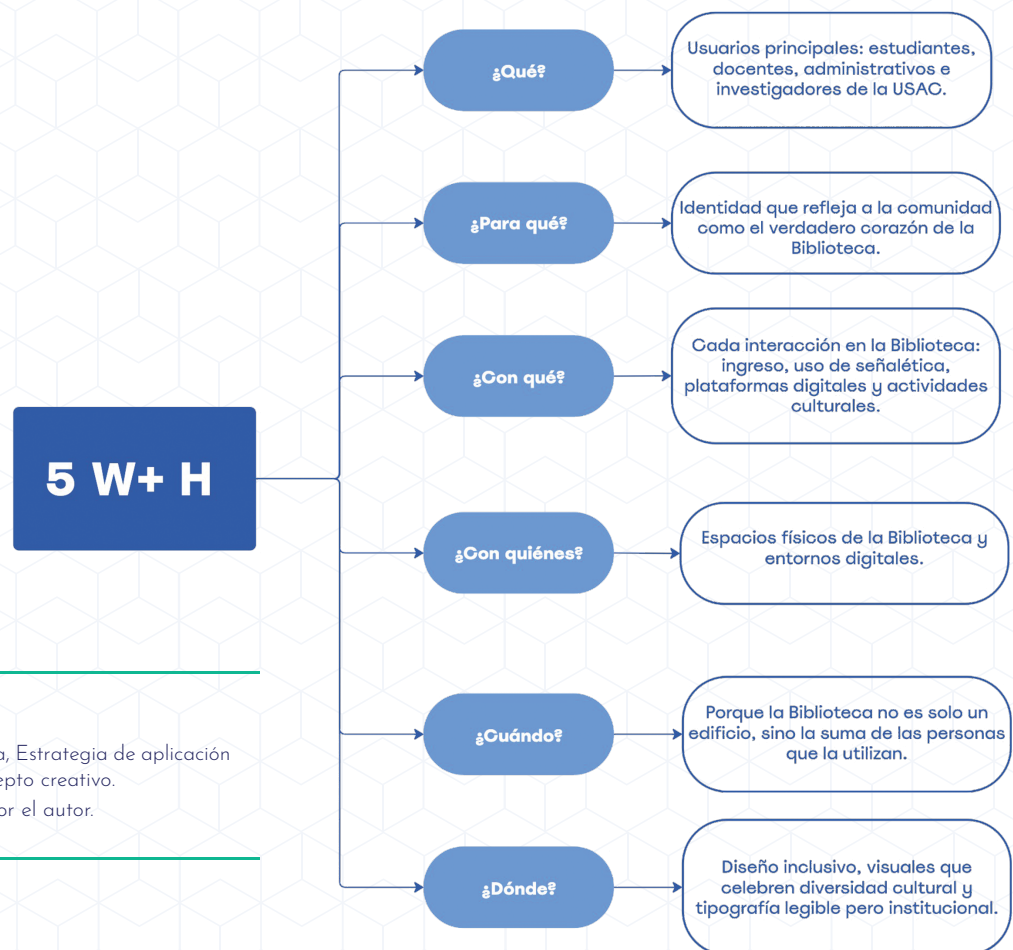 5 W+ H
¿Qué?
Usuarios principales: estudiantes,
docentes, administrativos e
investigadores de la USAC.
¿Para qué?
Identidad que refleja a la comunidad
como el verdadero corazón de la
Biblioteca.
¿Con qué?
Cada interacción en la Biblioteca:
ingreso, uso de señalética,
plataformas digitales y actividades
culturales.
¿Con quiénes?
Espacios físicos de la Biblioteca y
entornos digitales.
¿Cuándo?
Porque la Biblioteca no es solo un
edificio, sino la suma de las personas
que la utilizan.
¿Dónde?
Diseño inclusivo, visuales que
celebren diversidad cultural y
tipografía legible pero institucional.
Estrategia de aplicación
creativo.
el autor.